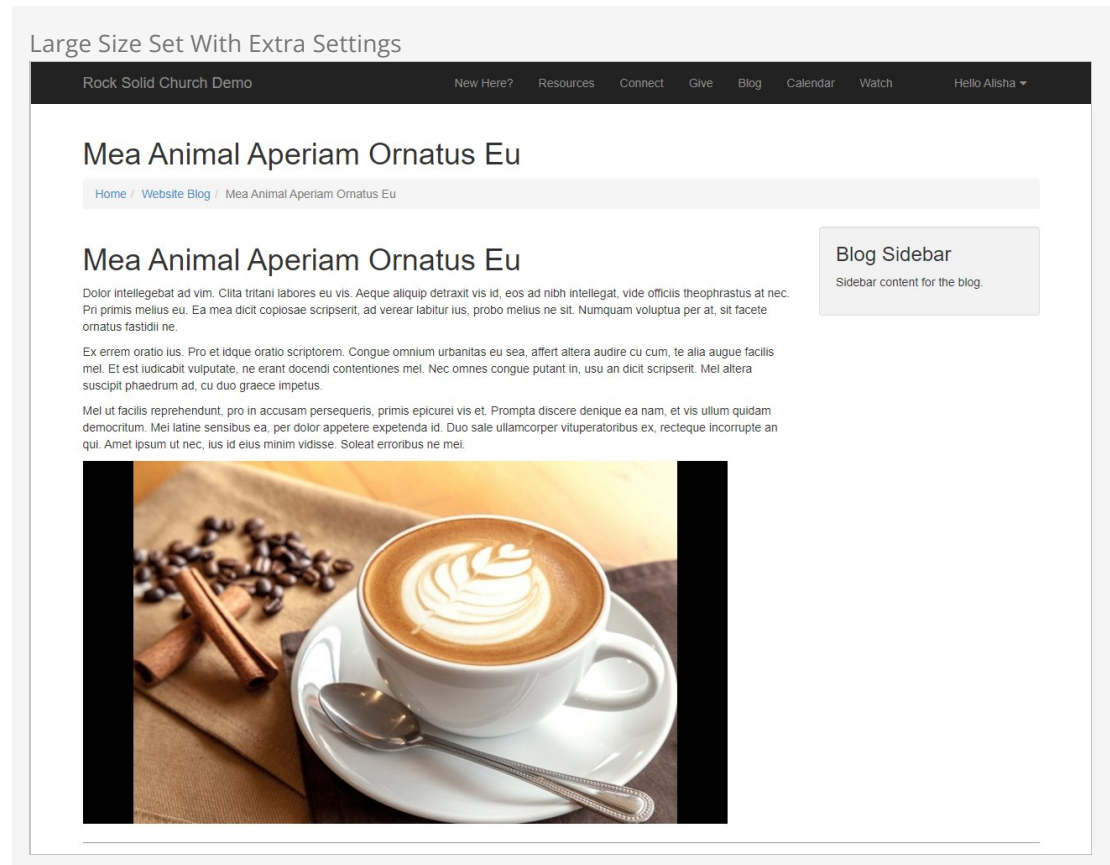 Large Size Set With Extra Settings
Rock Solid Church Demo New Here? Resources Connect Give Blog Calendar Watch Hello Alisha
Mea Animal Aperiam Ornatus Eu
Home / Website Blog / Mea Animal Aperiam Ornatus Eu
Mea Animal Aperiam Ornatus Eu
Dolor intellegebat ad vim. Clita tritani labores eu vis. Aeque aliquip detraxit vis id, eos ad nibh intellegat, vide officiis theophrastus at nec.
Pri primis melius eu. Ea mea dicit copiosae scripserit, ad verear labitur ius, probo melius ne sit. Numquam voluptua per at, sit facete
ornatus fastidii ne.
Ex errem oratio ius. Pro et idque oratio scriptorem. Congue omnium urbanitas eu sea, affert altera audire cu cum, te alia augue facilis
mel. Et est iudicabit vulputate, ne erant docendi contentiones mel. Nec omnes congue putant in, usu an dicit scripserit. Mel altera
suscipit phaedrum ad, cu duo graece impetus.
Mel ut facilis reprehendunt, pro in accusam persequeris, primis epicurei vis et. Prompta discere denique ea nam, et vis ullum quidam
democritum. Mei latine sensibus ea, per dolor appetere expetenda id. Duo sale ullamcorper vituperatoribus ex, recteque incorrupte an
qui. Amet ipsum ut nec, ius id eius minim vidisse. Soleat erroribus ne mei.
Blog Sidebar
Sidebar content for the blog.